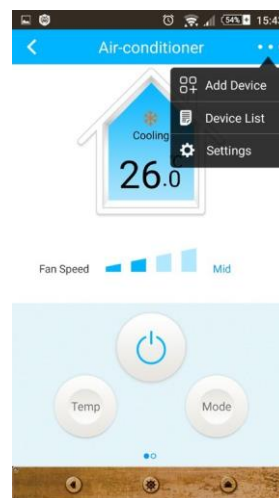 54% 15:4
Air-conditioner
Add Device
Device List
Settings
Cooling
26.0
Fan Speed Mid
Temp Mode